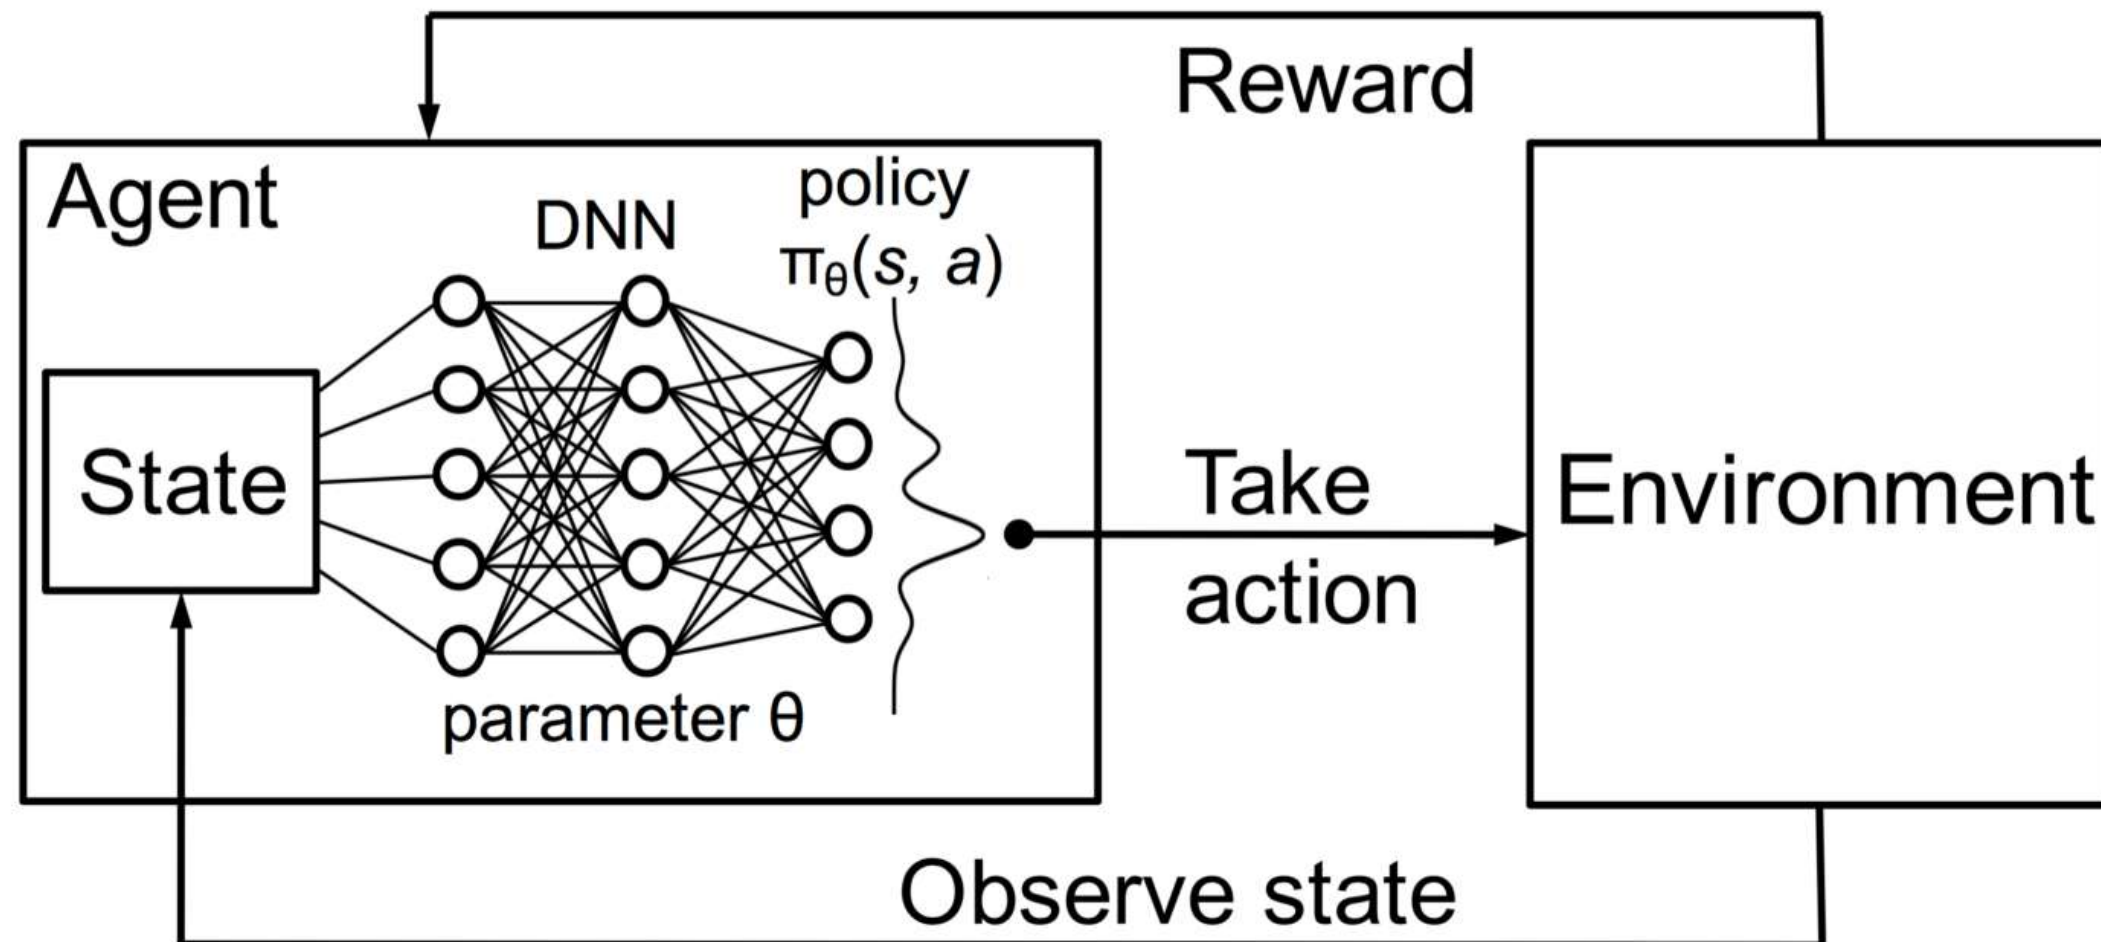 Reward
Agent
policy
DNN
πθ(s, a)
State
Take
action
Environment
parameter θ
Observe state